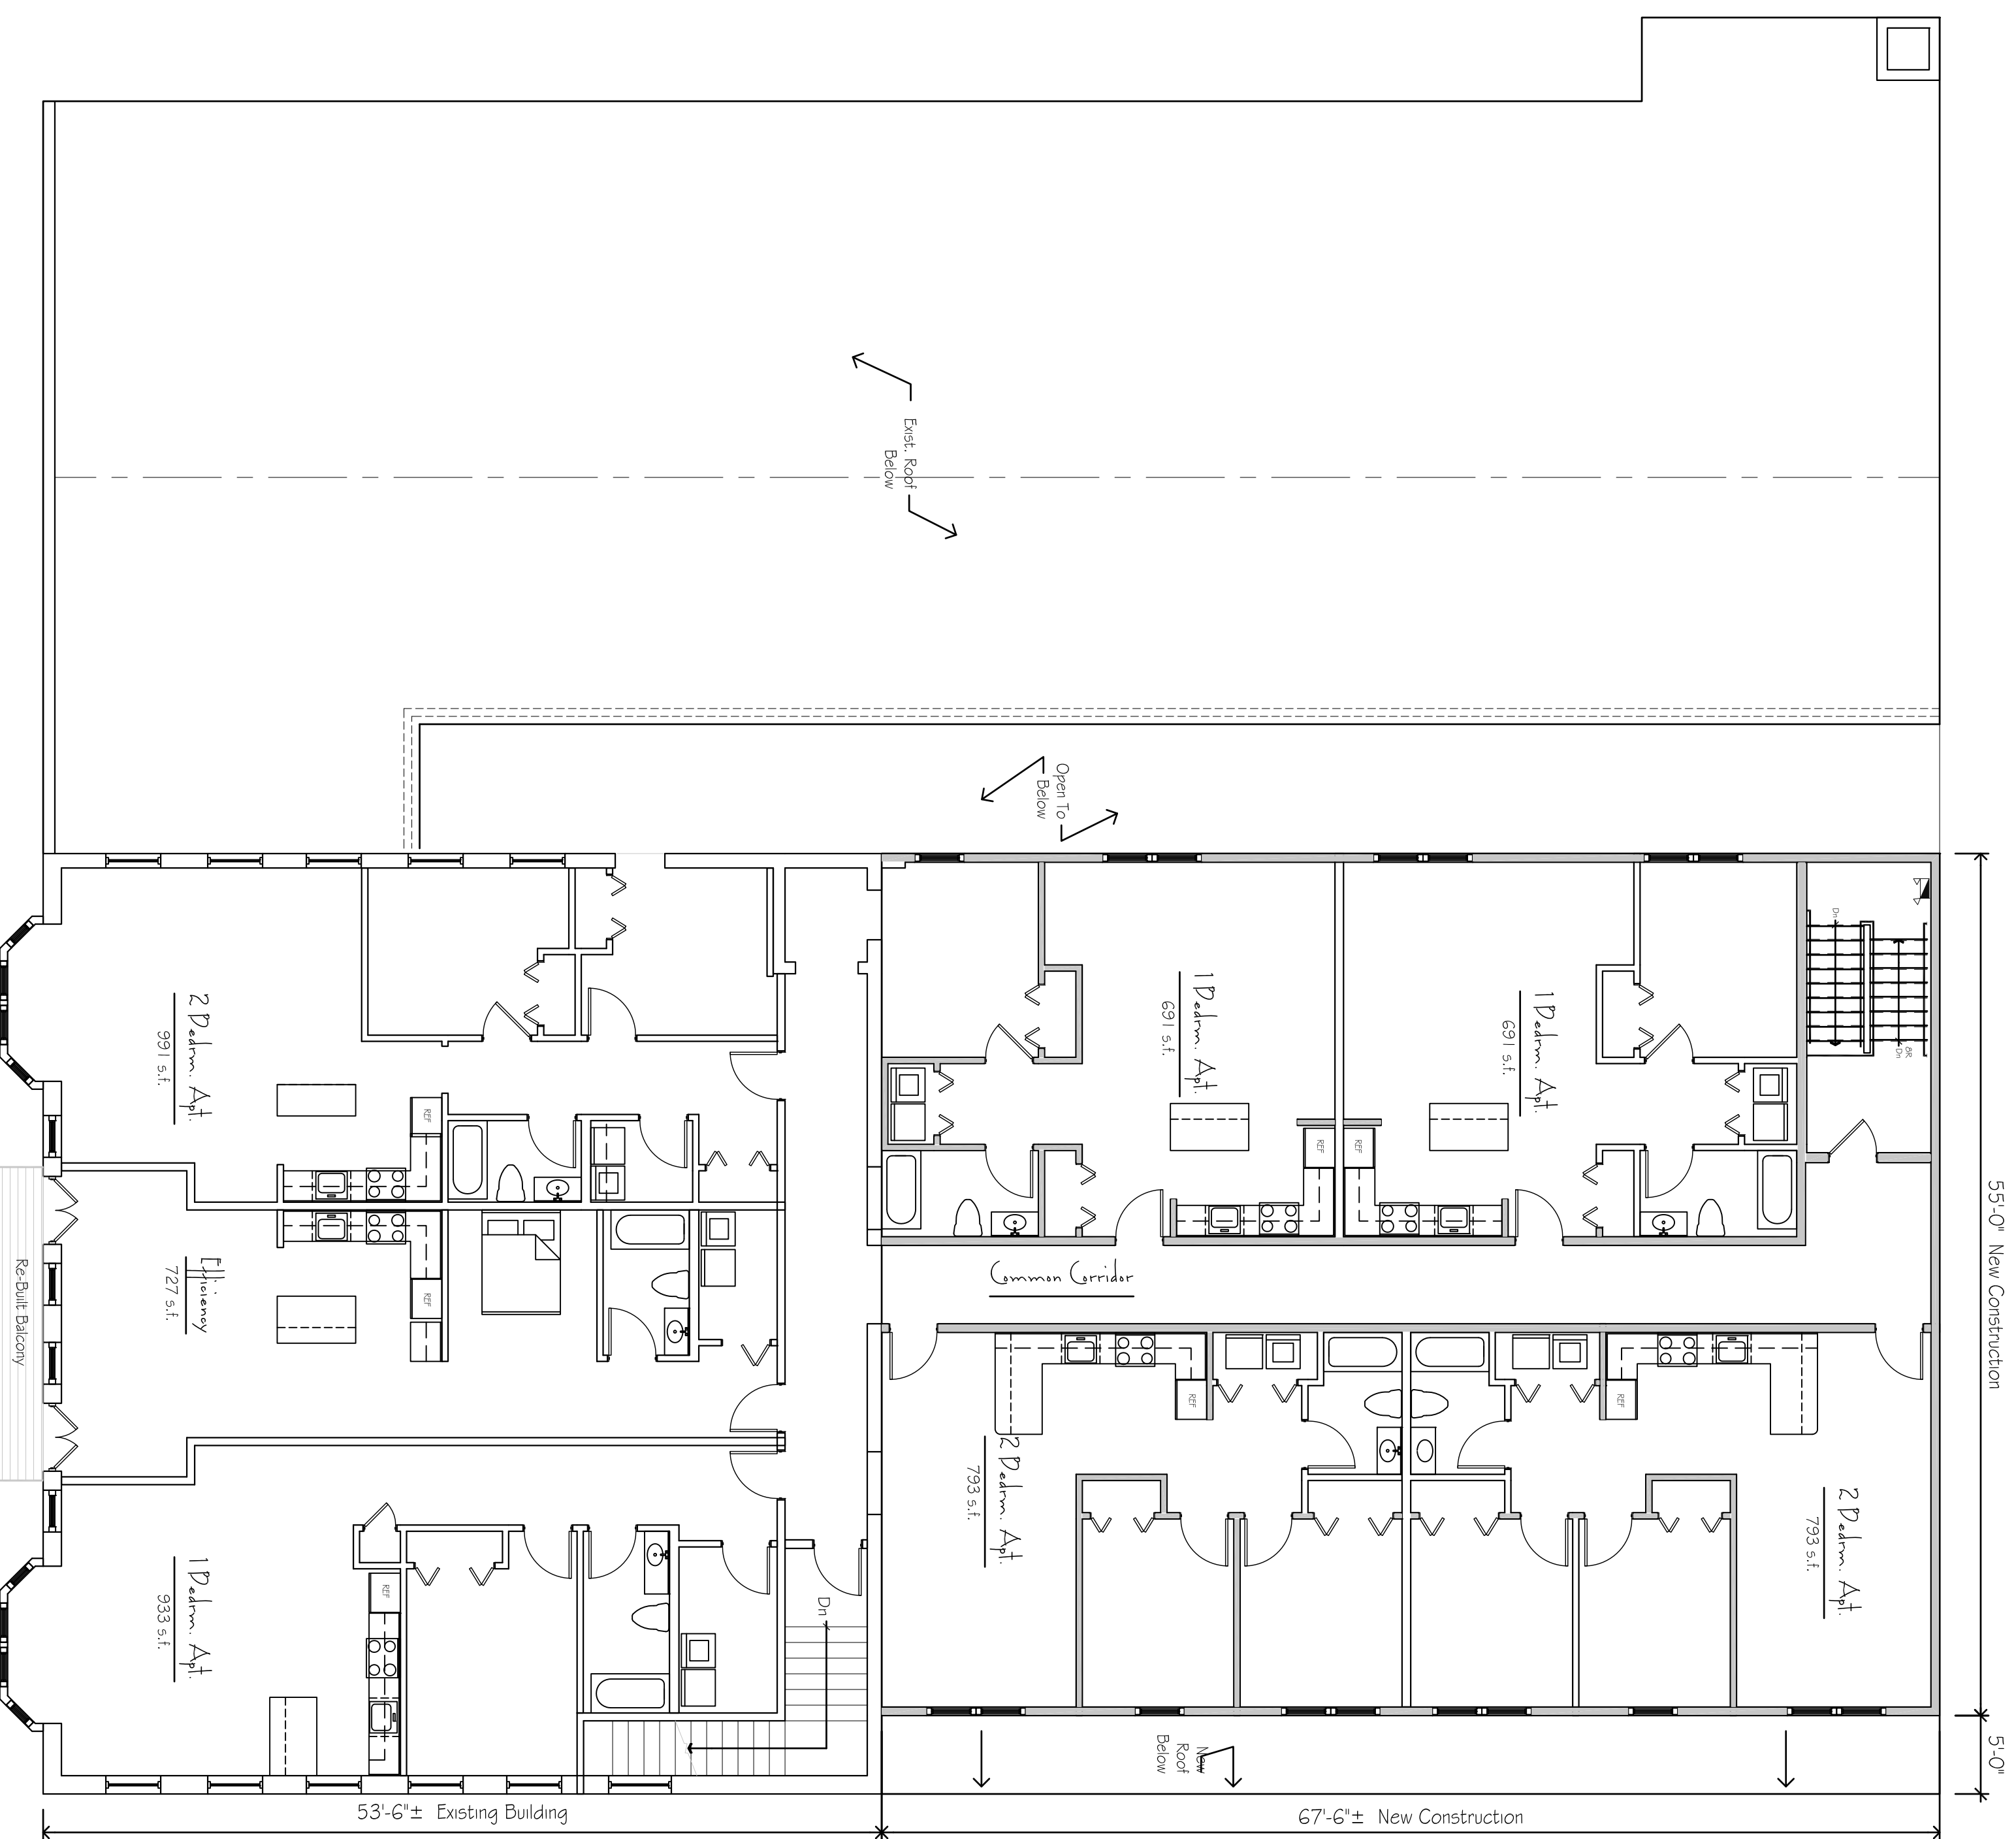 Exist. Roof
Below
Open To
Below
2 Bedrm. Apt.
991 s.f.
REF
1 Bedrm. Apt.
691 s.f.
REF
1 Bedrm. Apt.
691 s.f.
REF
Dn
8R
Dn
55'-0" New Construction
Re-Built Balcony
Efficiency
727 s.f.
REF
Common Corridor
2 Bedrm. Apt.
793 s.f.
REF
REF
2 Bedrm. Apt.
793 s.f.
1 Bedrm. Apt.
933 s.f.
REF
Dn
New
Roof
Below
5'-0"
53'-6"± Existing Building
67'-6"± New Construction